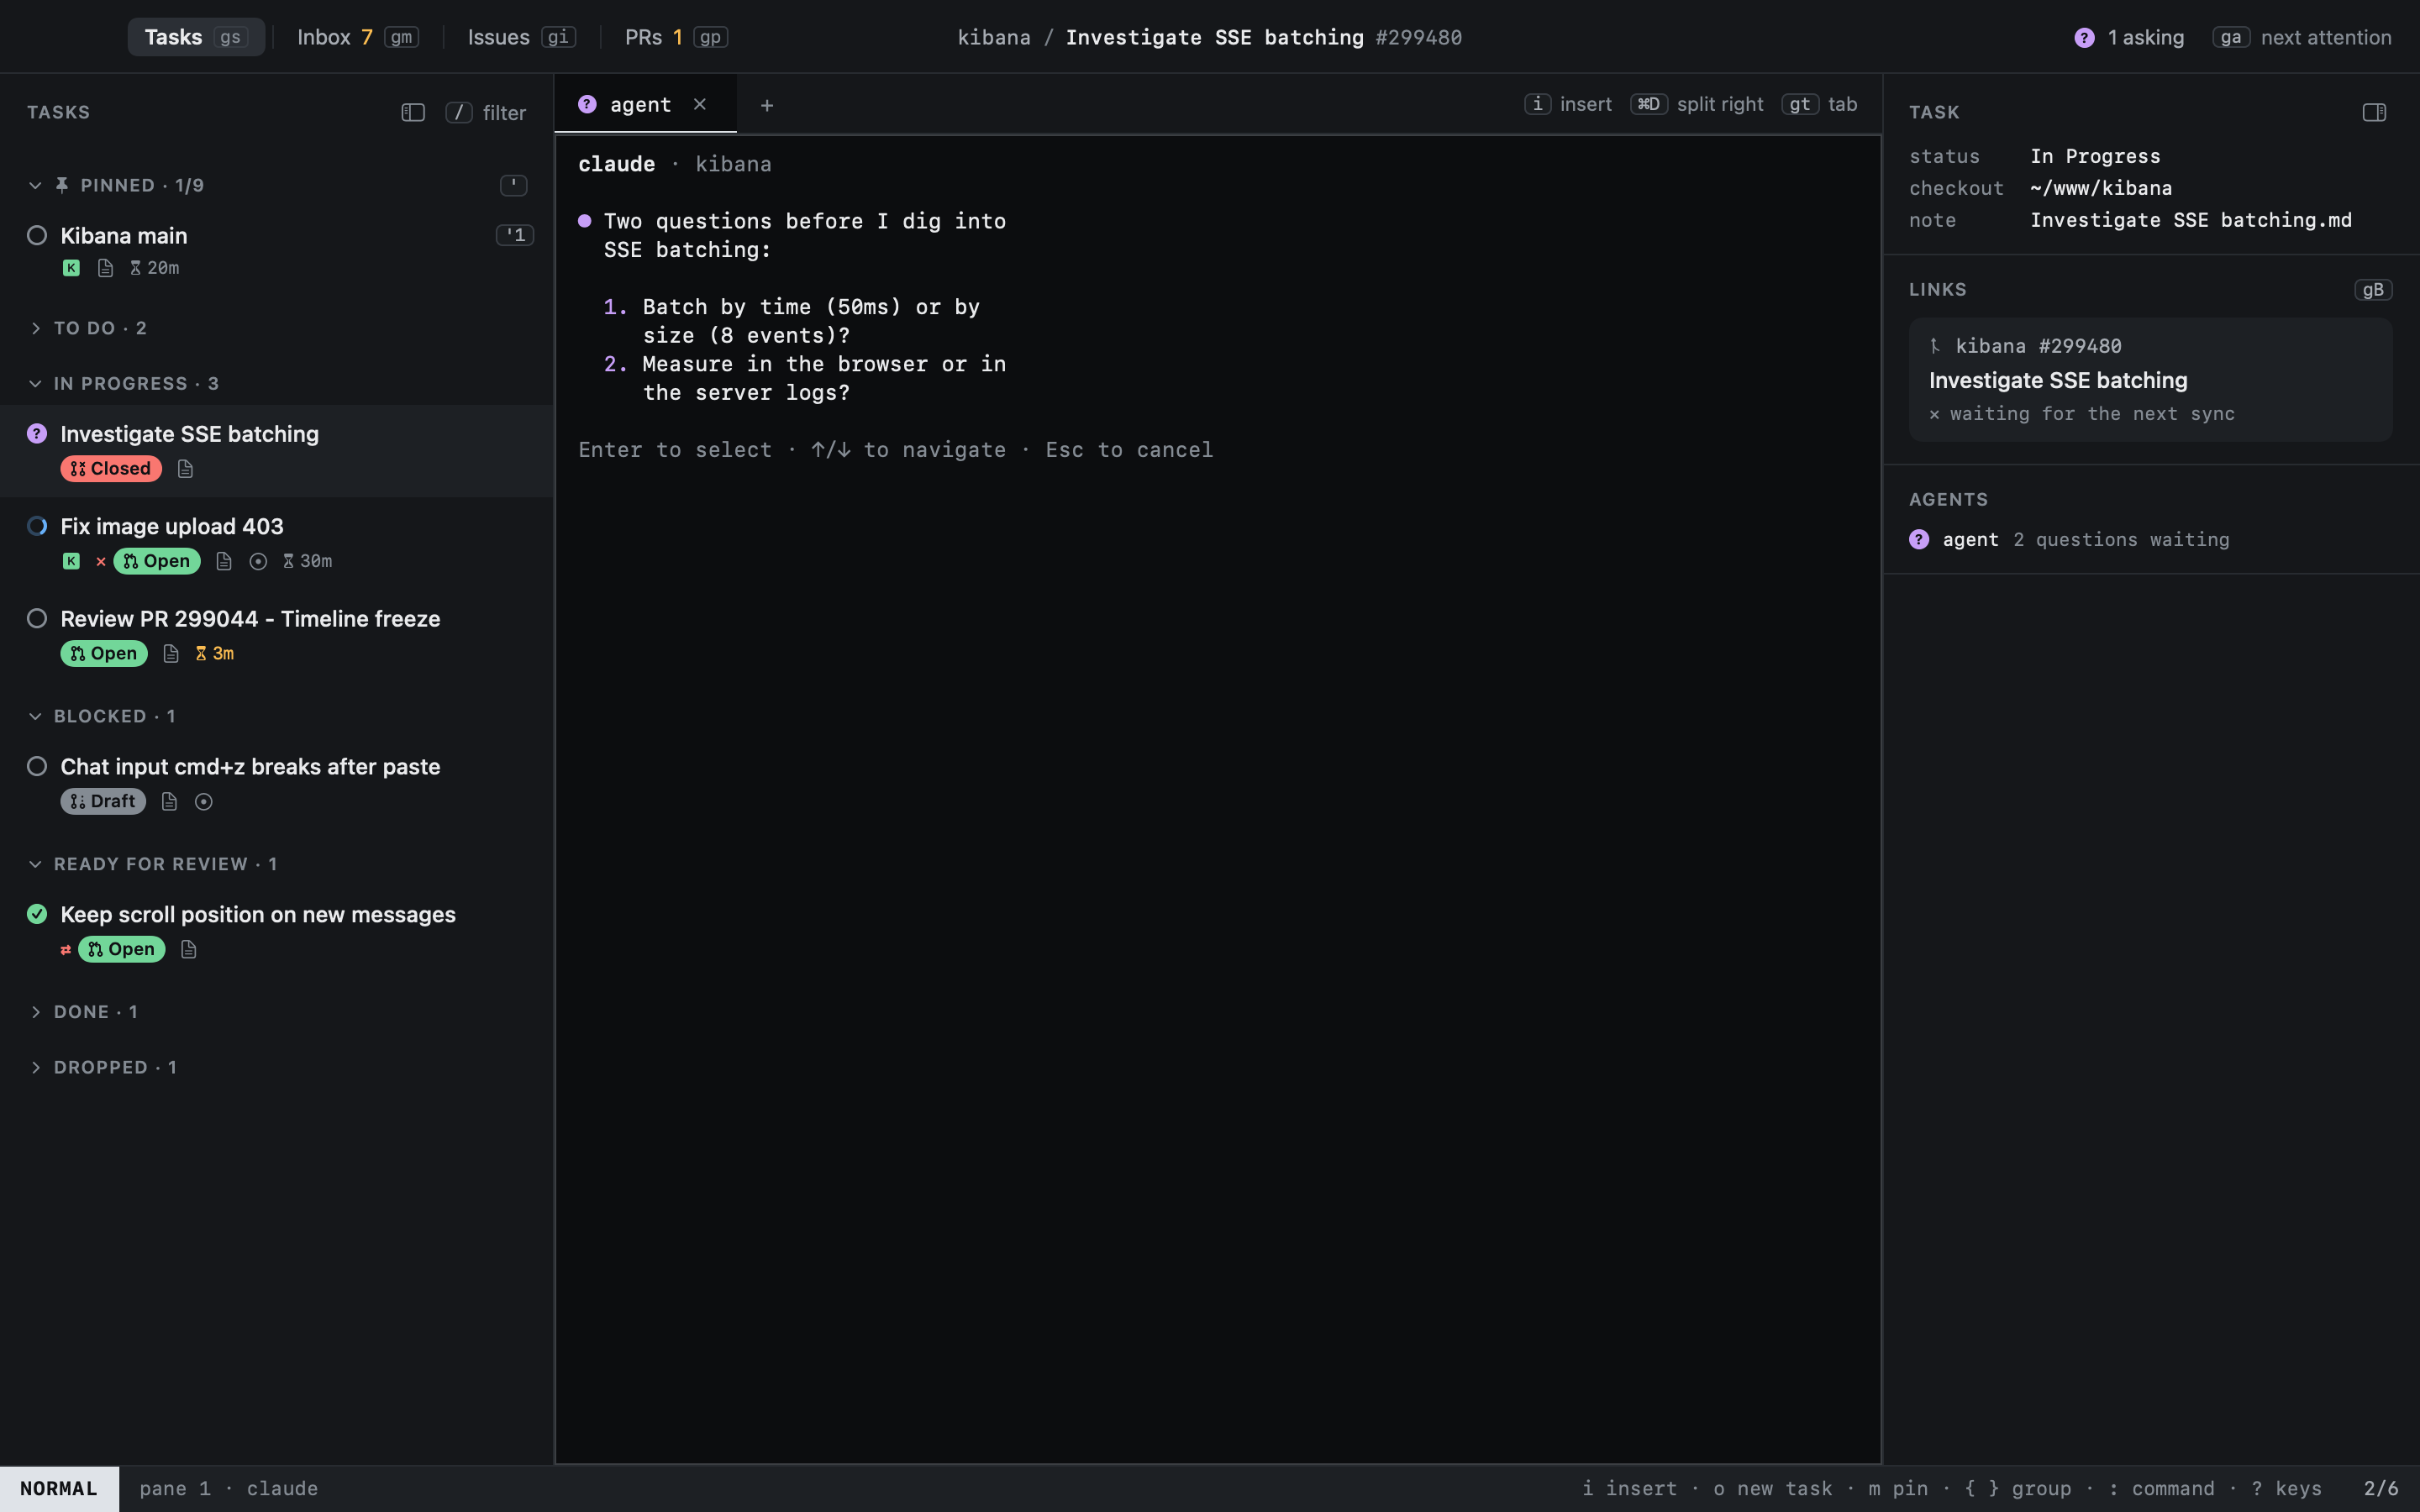 Tasks gs Inbox 7 gm Issues gi PRs 1 gp
kibana / Investigate SSE batching #299480
? 1 asking ga next attention
TASKS / filter
PINNED · 1/9 '
Kibana main '1
K 20m
TO DO · 2
IN PROGRESS · 3
? Investigate SSE batching
Closed
Fix image upload 403
K × Open 30m
Review PR 299044 - Timeline freeze
Open 3m
BLOCKED · 1
Chat input cmd+z breaks after paste
Draft
READY FOR REVIEW · 1
Keep scroll position on new messages
Open
DONE · 1
DROPPED · 1
? agent × +
i insert ⌘D split right gt tab
claude · kibana
Two questions before I dig into
SSE batching:
1. Batch by time (50ms) or by
size (8 events)?
2. Measure in the browser or in
the server logs?
Enter to select · ↑/↓ to navigate · Esc to cancel
TASK
status In Progress
checkout ~/www/kibana
note Investigate SSE batching.md
LINKS gB
kibana #299480
Investigate SSE batching
× waiting for the next sync
AGENTS
? agent 2 questions waiting
NORMAL pane 1 · claude
i insert · o new task · m pin · { } group · : command · ? keys 2/6